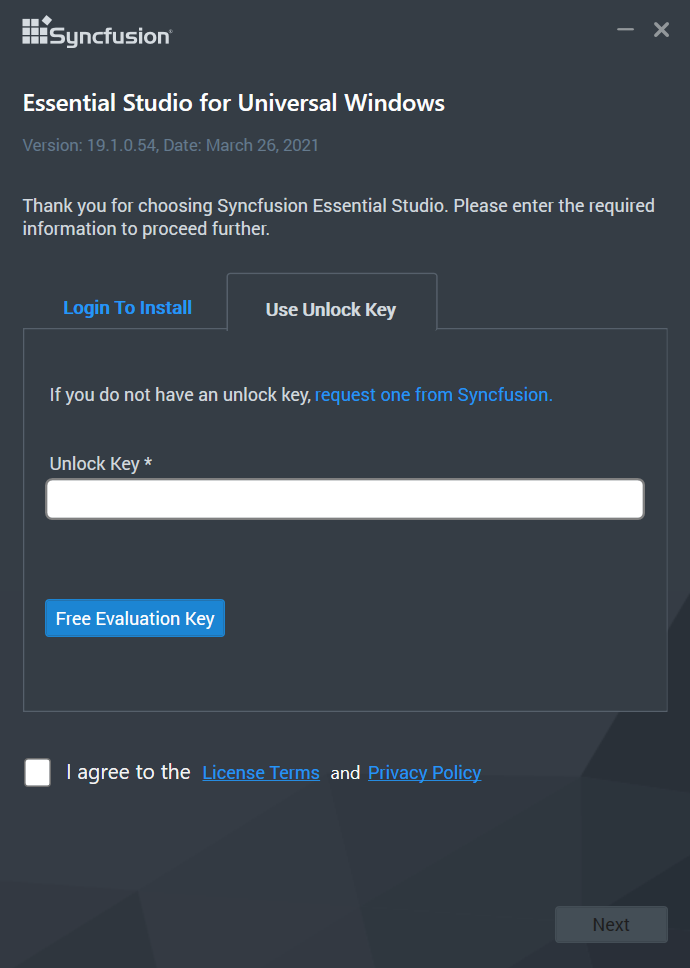 Syncfusion
Essential Studio for Universal Windows
Version: 19.1.0.54, Date: March 26, 2021
Thank you for choosing Syncfusion Essential Studio. Please enter the required
information to proceed further.
Login To Install
Use Unlock Key
If you do not have an unlock key, request one from Syncfusion.
Unlock Key *
Free Evaluation Key
I agree to the License Terms and Privacy Policy
Next